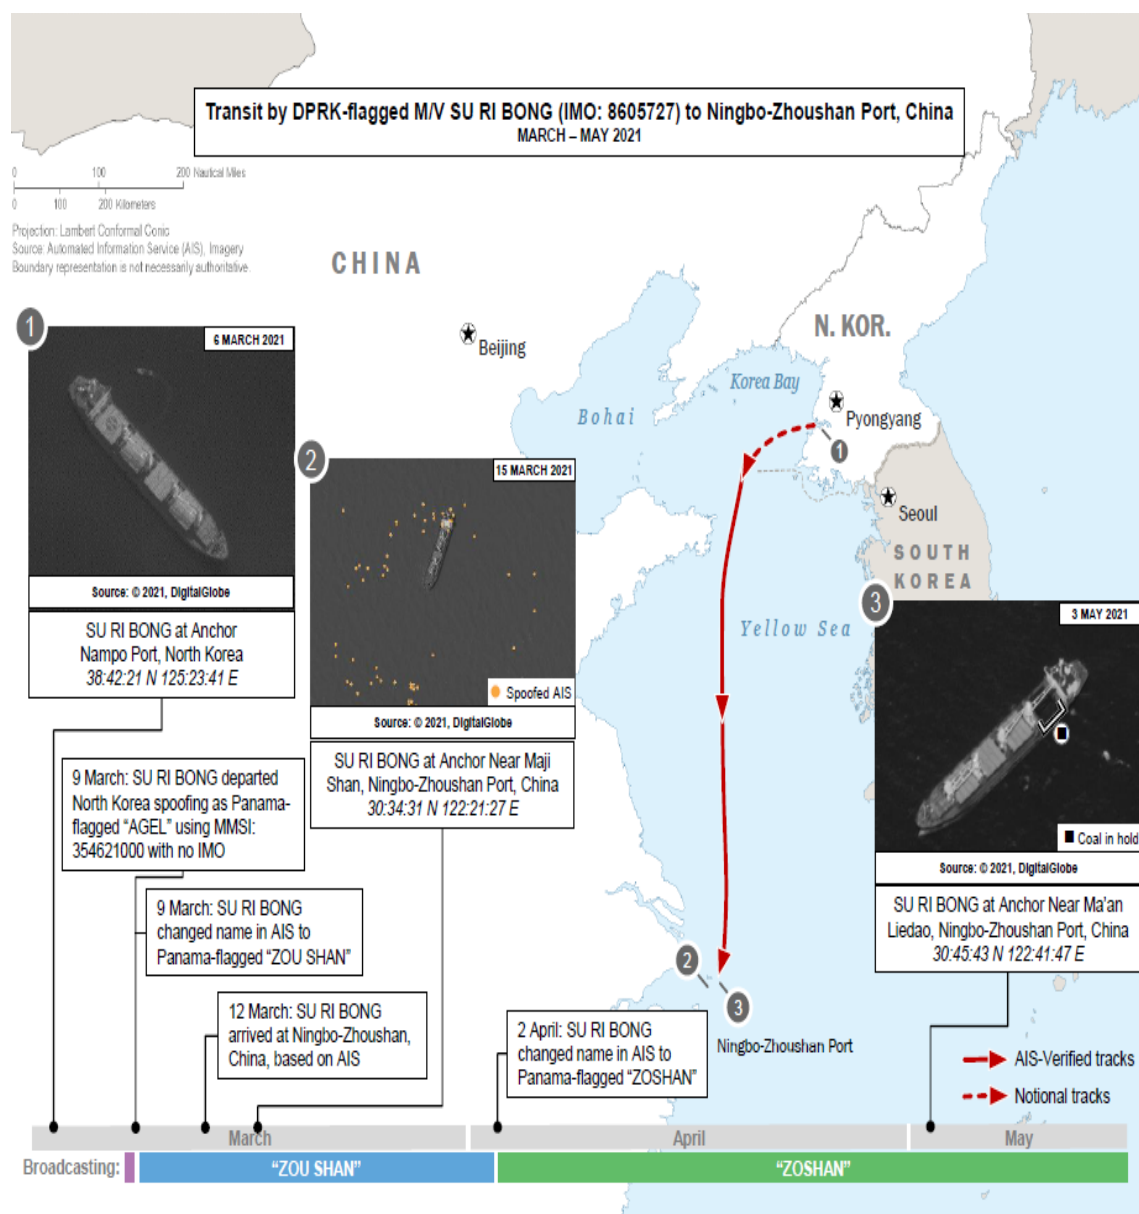 Transit by DPRK-flagged M/V SU RI BONG (IMO: 8605727) to Ningbo-Zhoushan Port, China
MARCH – MAY 2021
0 100 200 Nautical Miles
0 100 200 Kilometers
Projection: Lambert Conformal Conic
Source: Automated Information Service (AIS), Imagery
Boundary representation is not necessarily authoritative.
CHINA
Beijing
N. KOR.
Korea Bay
Pyongyang
Bohai
1
Seoul
SOUTH
KOREA
Yellow Sea
1
6 MARCH 2021
Source: © 2021, DigitalGlobe
SU RI BONG at Anchor
Nampo Port, North Korea
38:42:21 N 125:23:41 E
2
15 MARCH 2021
Spoofed AIS
Source: © 2021, DigitalGlobe
SU RI BONG at Anchor Near Maji
Shan, Ningbo-Zhoushan Port, China
30:34:31 N 122:21:27 E
3
3 MAY 2021
Coal in hold
Source: © 2021, DigitalGlobe
SU RI BONG at Anchor Near Ma'an
Liedao, Ningbo-Zhoushan Port, China
30:45:43 N 122:41:47 E
9 March: SU RI BONG departed
North Korea spoofing as Panama-
flagged “AGEL” using MMSI:
354621000 with no IMO
9 March: SU RI BONG
changed name in AIS to
Panama-flagged “ZOU SHAN”
12 March: SU RI BONG
arrived at Ningbo-Zhoushan,
China, based on AIS
2 April: SU RI BONG
changed name in AIS to
Panama-flagged “ZOSHAN”
2
3
Ningbo-Zhoushan Port
AIS-Verified tracks
Notional tracks
March April May
Broadcasting: “ZOU SHAN” “ZOSHAN”